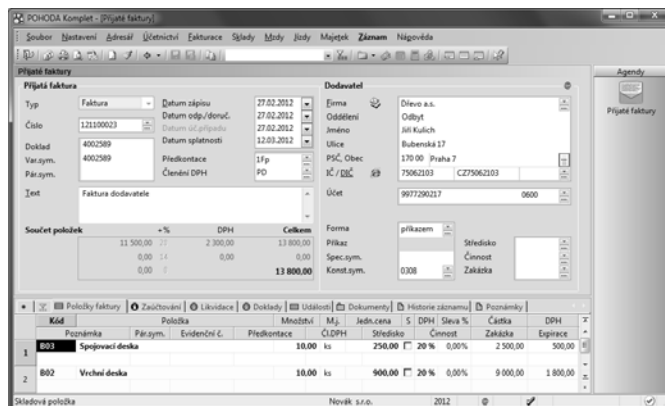 POHODA Komplet - [Přijaté faktury]
Soubor Nastavení Adresář Účetnictví Fakturace Sklady Mzdy Jízdy Majetek Záznam Nápověda
Přijaté faktury
Agendy
Přijaté faktury
Přijatá faktura
Typ Faktura
Číslo 121100023
Doklad 4002589
Var.sym. 4002589
Pár.sym.
Datum zápisu 27.02.2012
Datum odp./doruč. 27.02.2012
Datum úč.případu 27.02.2012
Datum splatnosti 12.03.2012
Předkontace 1Fp
Členění DPH PD
Text Faktura dodavatele
Součet položek +% DPH Celkem
11 500,00 2 300,00 13 800,00
0,00 14 0,00 0,00
0,00 0,00
13 800,00
Dodavatel
Firma Dřevo a.s.
Oddělení Odbyt
Jméno Jiří Kulich
Ulice Bubenská 17
PSČ, Obec 170 00 Praha 7
IČ / DIČ 75062103 CZ75062103
Účet 9977290217 0600
Forma příkazem
Příkaz Středisko
Spec.sym. Činnost
Konst.sym. 0308 Zakázka
Položky faktury Zaúčtování Likvidace Doklady Události Dokumenty Historie záznamu Poznámky
Kód Položka Množství M.j. Jedn.cena S DPH Sleva % Částka DPH
Poznámka Pár.sym. Evidenční č. Předkontace Čl.DPH Středisko Činnost Zakázka Expirace
1 B03 Spojovací deska 10,00 ks 250,00 20 % 0,00% 2 500,00 500,00
2 B02 Vrchní deska 10,00 ks 900,00 20 % 0,00% 9 000,00 1 800,00
Skladová položka Novák s.r.o. 2012 @